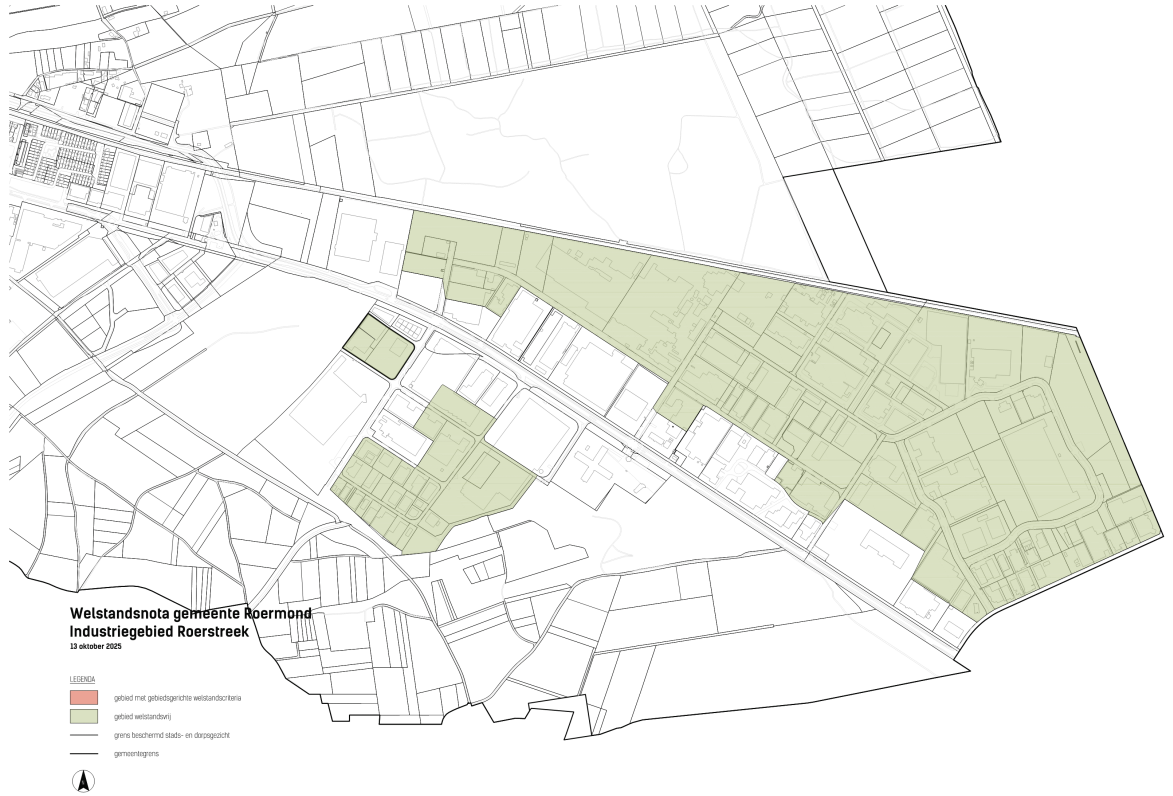 Welstandsnota gemeente Roermond
Industriegebied Roerstreek
13 oktober 2025
LEGENDA
gebied met gebiedsgerichte welstandscriteria
gebied welstandsvrij
grens beschermd stads- en dorpsgezicht
gemeentegrens